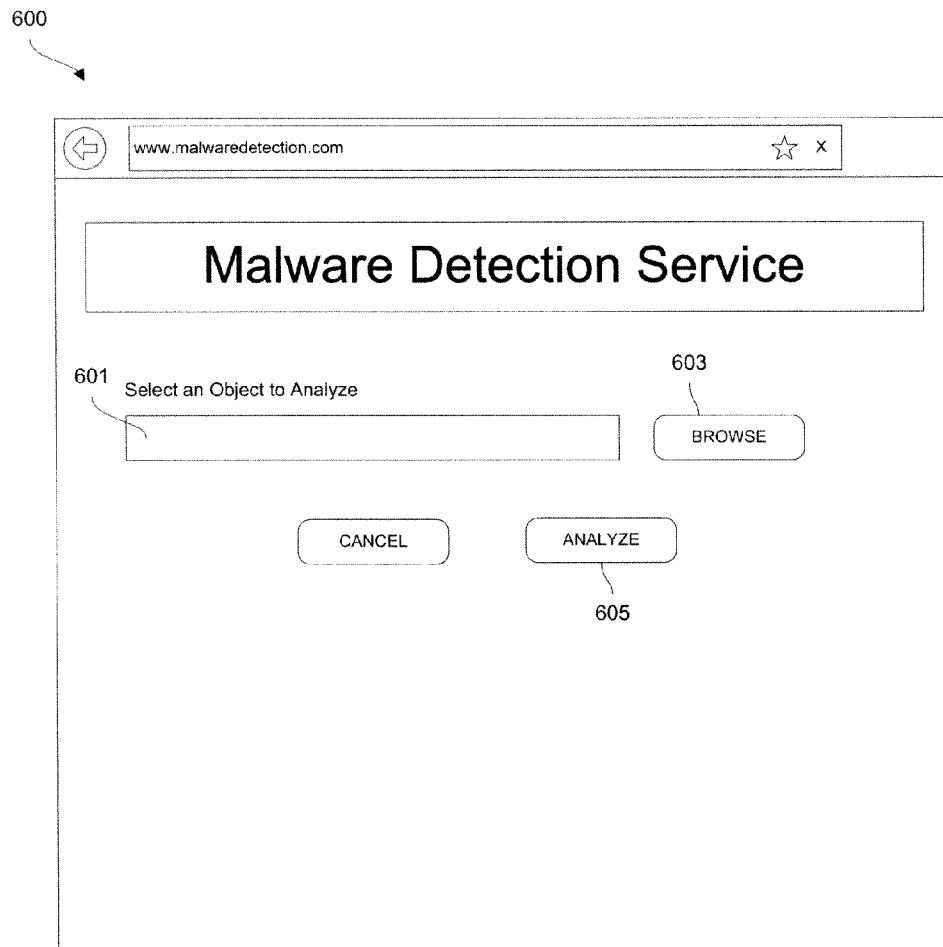 600
www.malwaredetection.com X
Malware Detection Service
601
Select an Object to Analyze
603
BROWSE
CANCEL
ANALYZE
605